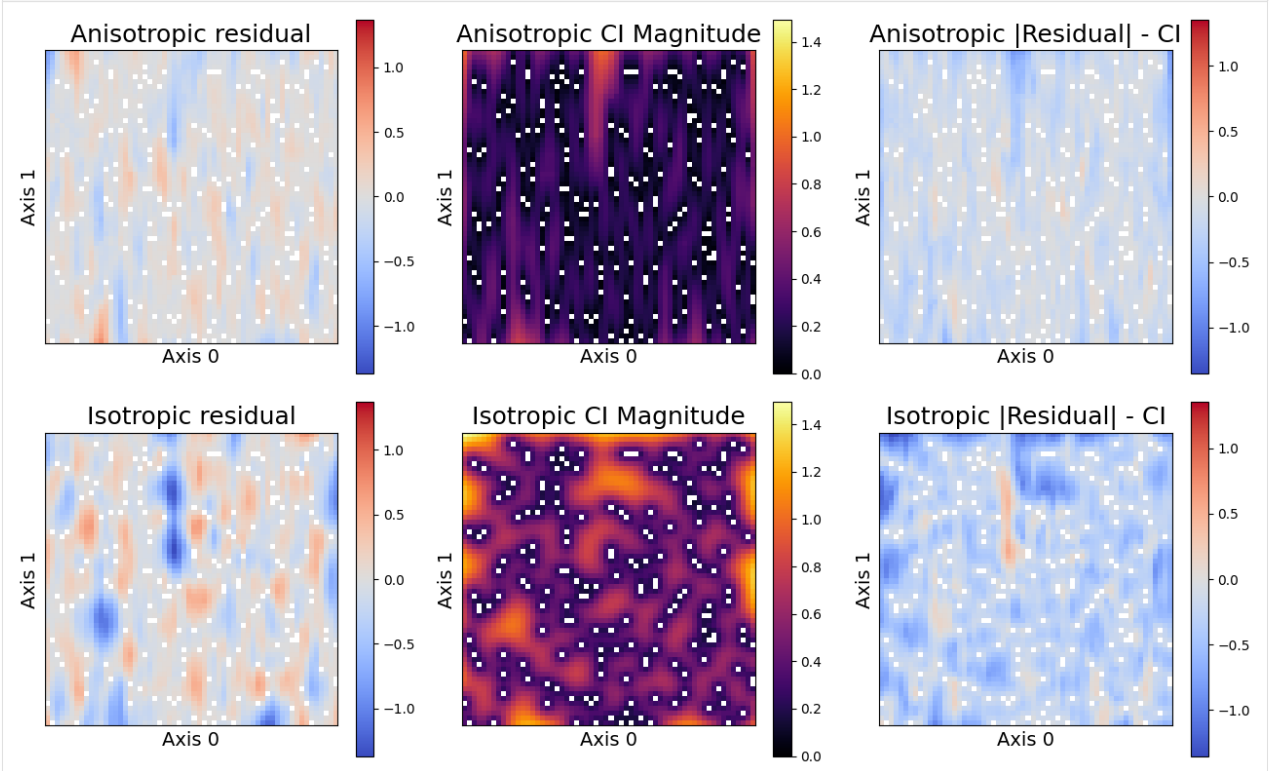 Anisotropic residual
Axis 1
Axis 0
1.0
0.5
0.0
−0.5
−1.0
Anisotropic CI Magnitude
Axis 1
Axis 0
1.4
1.2
1.0
0.8
0.6
0.4
0.2
0.0
Anisotropic |Residual| - CI
Axis 1
Axis 0
1.0
0.5
0.0
−0.5
−1.0
Isotropic residual
Axis 1
Axis 0
1.0
0.5
0.0
−0.5
−1.0
Isotropic CI Magnitude
Axis 1
Axis 0
1.4
1.2
1.0
0.8
0.6
0.4
0.2
0.0
Isotropic |Residual| - CI
Axis 1
Axis 0
1.0
0.5
0.0
−0.5
−1.0